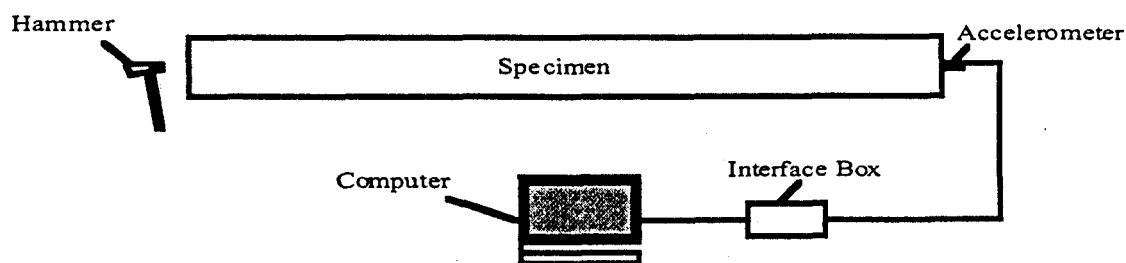 Hammer
Accelerometer
Specimen
Computer
Interface Box